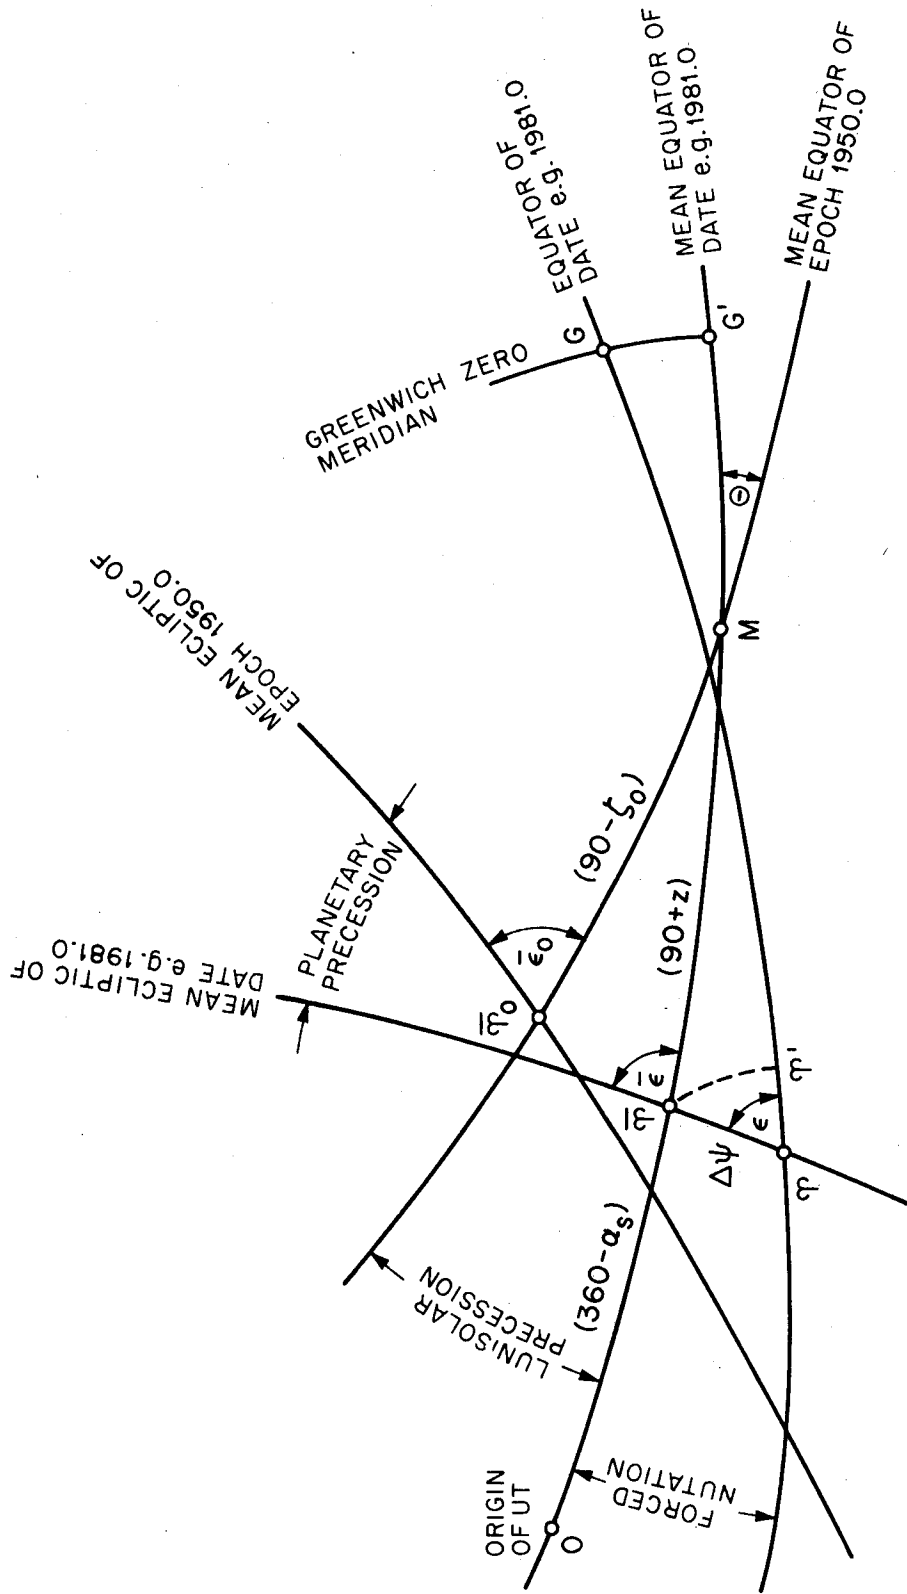 MEAN ECLIPTIC OF
DATE e.g. 1981.0
PLANETARY
PRECESSION
MEAN ECLIPTIC OF
EPOCH 1950.0
GREENWICH ZERO
MERIDIAN
EQUATOR OF
DATE e.g. 1981.0
MEAN EQUATOR OF
DATE e.g. 1981.0
MEAN EQUATOR OF
EPOCH 1950.0
G
G'
Θ
M
(90-ζ₀)
(90+z)
ϵ̄₀
♈̄₀
ϵ̄
♈̄
ϵ
♈'
Δψ
♈
(360-αₛ)
LUNISOLAR
PRECESSION
FORCED
NUTATION
ORIGIN
OF UT
O